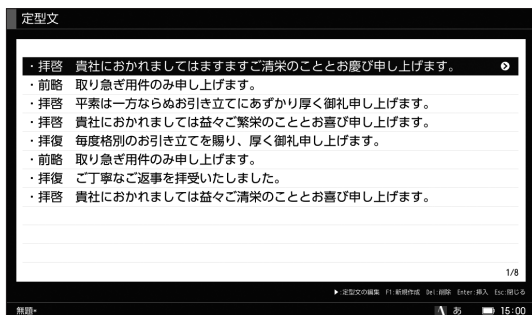 定型文
・拝啓 貴社におかれましてはますますご清栄のこととお慶び申し上げます。
・前略 取り急ぎ用件のみ申し上げます。
・拝啓 平素は一方ならぬお引き立てにあずかり厚く御礼申し上げます。
・拝啓 貴社におかれましては益々ご繁栄のこととお喜び申し上げます。
・拝復 毎度格別のお引き立てを賜り、厚く御礼申し上げます。
・前略 取り急ぎ用件のみ申し上げます。
・拝復 ご丁寧なご返事を拝受いたしました。
・拝啓 貴社におかれましては益々ご清栄のこととお喜び申し上げます。
1/8
▶:定型文の編集 F1:新規作成 Del:削除 Enter:挿入 Esc:閉じる
無題* A あ 15:00